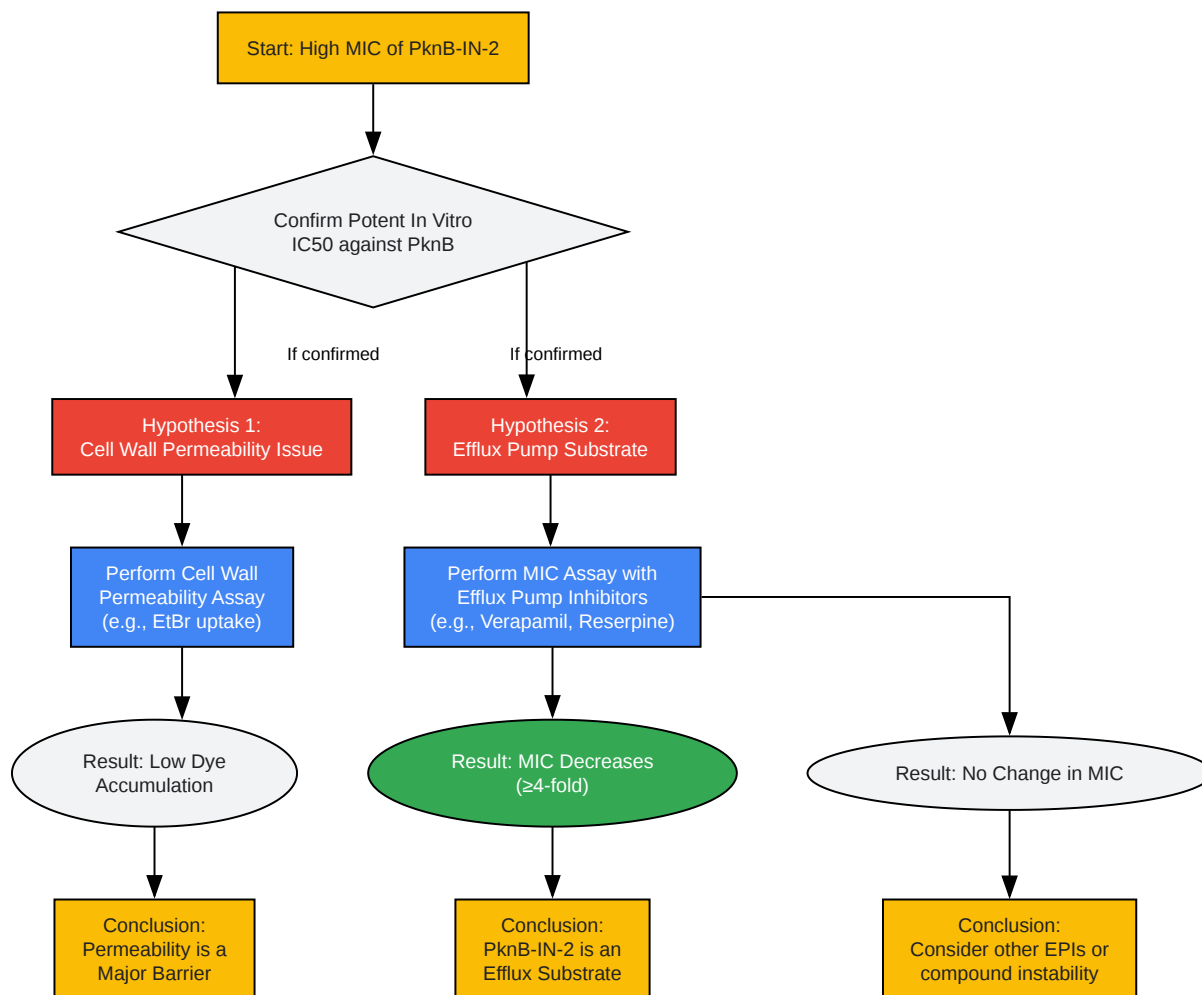 Start: High MIC of PknB-IN-2
Confirm Potent In Vitro
IC50 against PknB
If confirmed
If confirmed
Hypothesis 1:
Cell Wall Permeability Issue
Hypothesis 2:
Efflux Pump Substrate
Perform Cell Wall
Permeability Assay
(e.g., EtBr uptake)
Perform MIC Assay with
Efflux Pump Inhibitors
(e.g., Verapamil, Reserpine)
Result: Low Dye
Accumulation
Result: MIC Decreases
(≥4-fold)
Result: No Change in MIC
Conclusion:
Permeability is a
Major Barrier
Conclusion:
PknB-IN-2 is an
Efflux Substrate
Conclusion:
Consider other EPIs or
compound instability